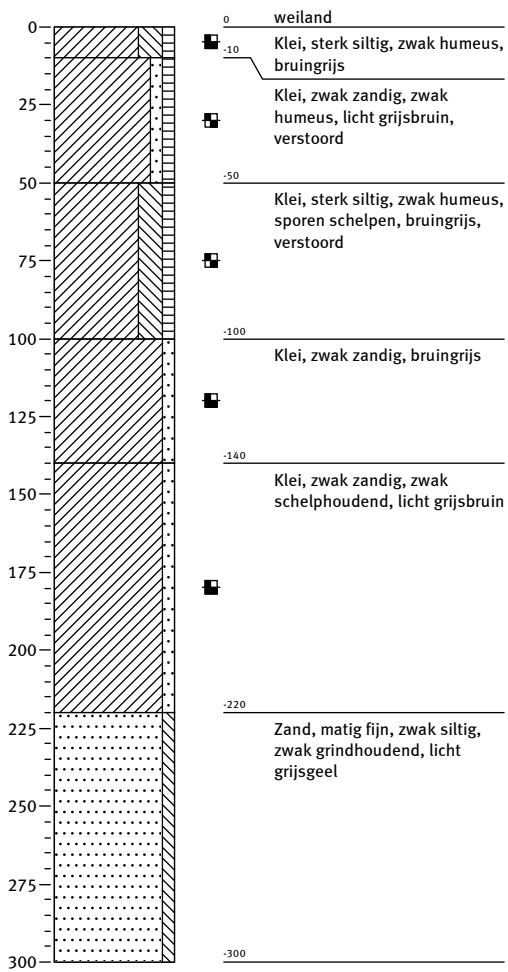 0
25
50
75
100
125
150
175
200
225
250
275
300
0
weiland
Klei, sterk siltig, zwak humeus,
bruingrijs
-10
Klei, zwak zandig, zwak
humeus, licht grijsbruin,
verstoord
-50
Klei, sterk siltig, zwak humeus,
sporen schelpen, bruingrijs,
verstoord
-100
Klei, zwak zandig, bruingrijs
-140
Klei, zwak zandig, zwak
schelphoudend, licht grijsbruin
-220
Zand, matig fijn, zwak siltig,
zwak grindhoudend, licht
grijsgeel
-300